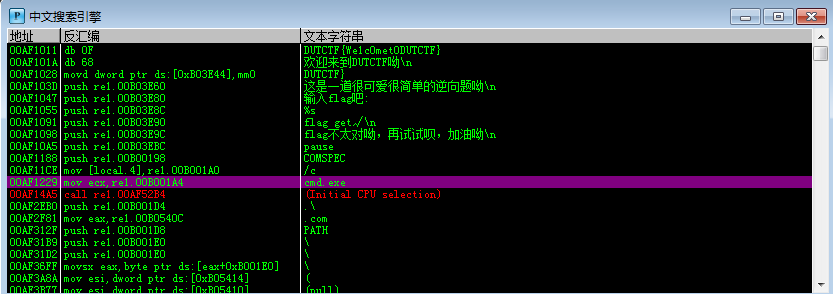 中文搜索引擎
地址 反汇编 文本字符串
00AF1011 db 0F DUTCTF{We1c0met0DUTCTF}
00AF101A db 68 欢迎来到DUTCTF呦\n
00AF1028 movd dword ptr ds:[0xB03E44],mm0 DUTCTF}
00AF103D push re1.00B03E60 这是一道很可爱很简单的逆向题呦\n
00AF1047 push re1.00B03E80 输入flag吧:
00AF1055 push re1.00B03E8C %s
00AF1081 push re1.00B03E90 flag get√\n
00AF1098 push re1.00B03E9C flag不太对呦，再试试呗，加油呦\n
00AF10A5 push re1.00B03EBC pause
00AF1188 push re1.00B00198 COMSPEC
00AF11CE mov [local.4],re1.00B001A0 /c
00AF1229 mov ecx,re1.00B001A4 cmd.exe
00AF14A5 call re1.00AF52B4 (Initial CPU selection)
00AF2EB0 push re1.00B001D4 .\
00AF2F81 mov eax,re1.00B0540C .com
00AF312F push re1.00B001D8 PATH
00AF31B9 push re1.00B001E0 \
00AF31D2 push re1.00B001E0 \
00AF36FF movsx eax,byte ptr ds:[eax+0xB001E0] \
00AF3A8A mov esi,dword ptr ds:[0xB05414] (
00AF3B77 mov esi,dword ptr ds:[0xB05410] (null)